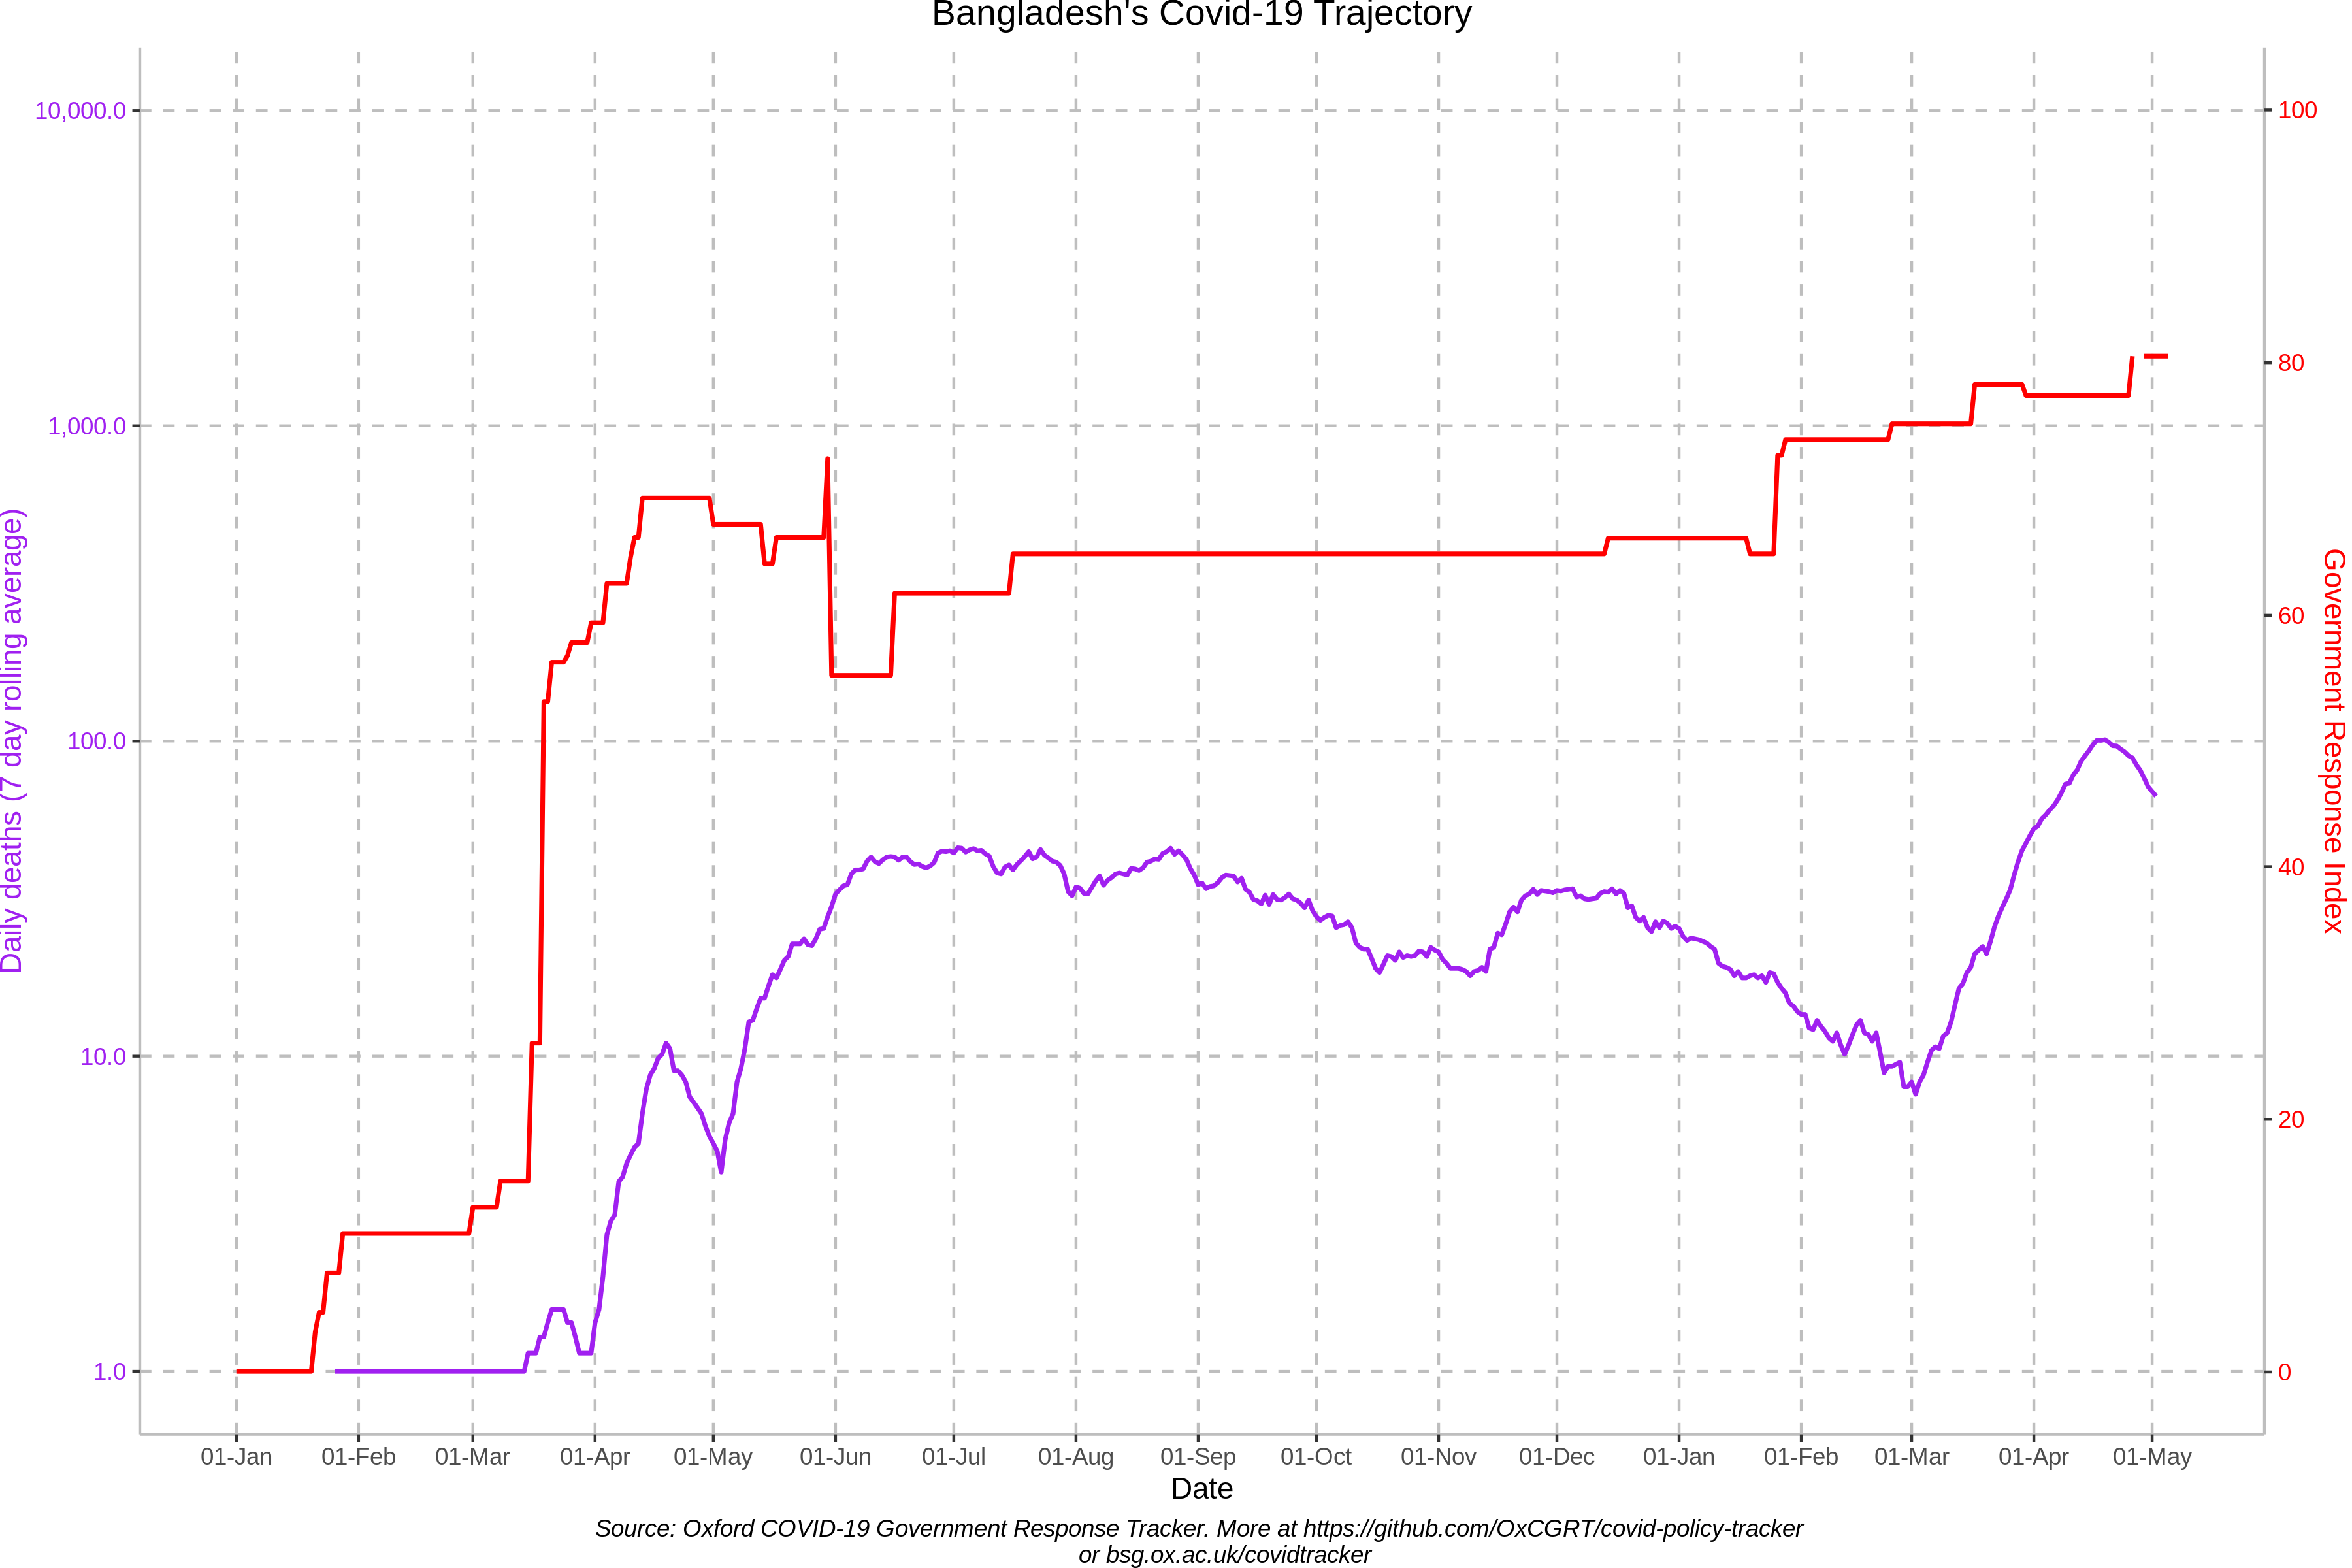 Bangladesh's Covid-19 Trajectory
10,000.0
1,000.0
100.0
10.0
1.0
Daily deaths (7 day rolling average)
100
80
60
40
20
0
Government Response Index
01-Jan 01-Feb 01-Mar 01-Apr 01-May 01-Jun 01-Jul 01-Aug 01-Sep 01-Oct 01-Nov 01-Dec 01-Jan 01-Feb 01-Mar 01-Apr 01-May
Date
Source: Oxford COVID-19 Government Response Tracker. More at https://github.com/OxCGRT/covid-policy-tracker
or bsg.ox.ac.uk/covidtracker